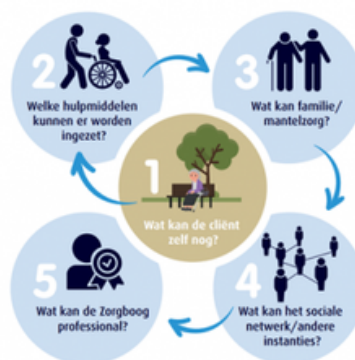 1
Wat kan de cliënt
zelf nog?
2
Welke hulpmiddelen
kunnen er worden
ingezet?
3
Wat kan familie/
mantelzorg?
4
Wat kan het sociale
netwerk/andere
instanties?
5
Wat kan de Zorgboog
professional?